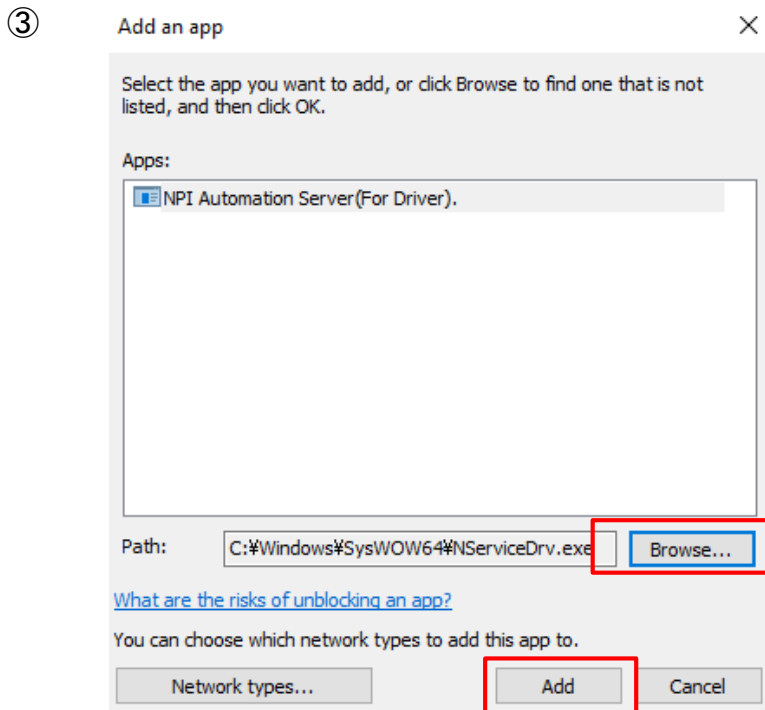 ③
Add an app
Select the app you want to add, or click Browse to find one that is not
listed, and then click OK.
Apps:
NPI Automation Server(For Driver).
Path:
C:¥Windows¥SysWOW64¥NServiceDrv.exe
Browse...
What are the risks of unblocking an app?
You can choose which network types to add this app to.
Network types...
Add
Cancel